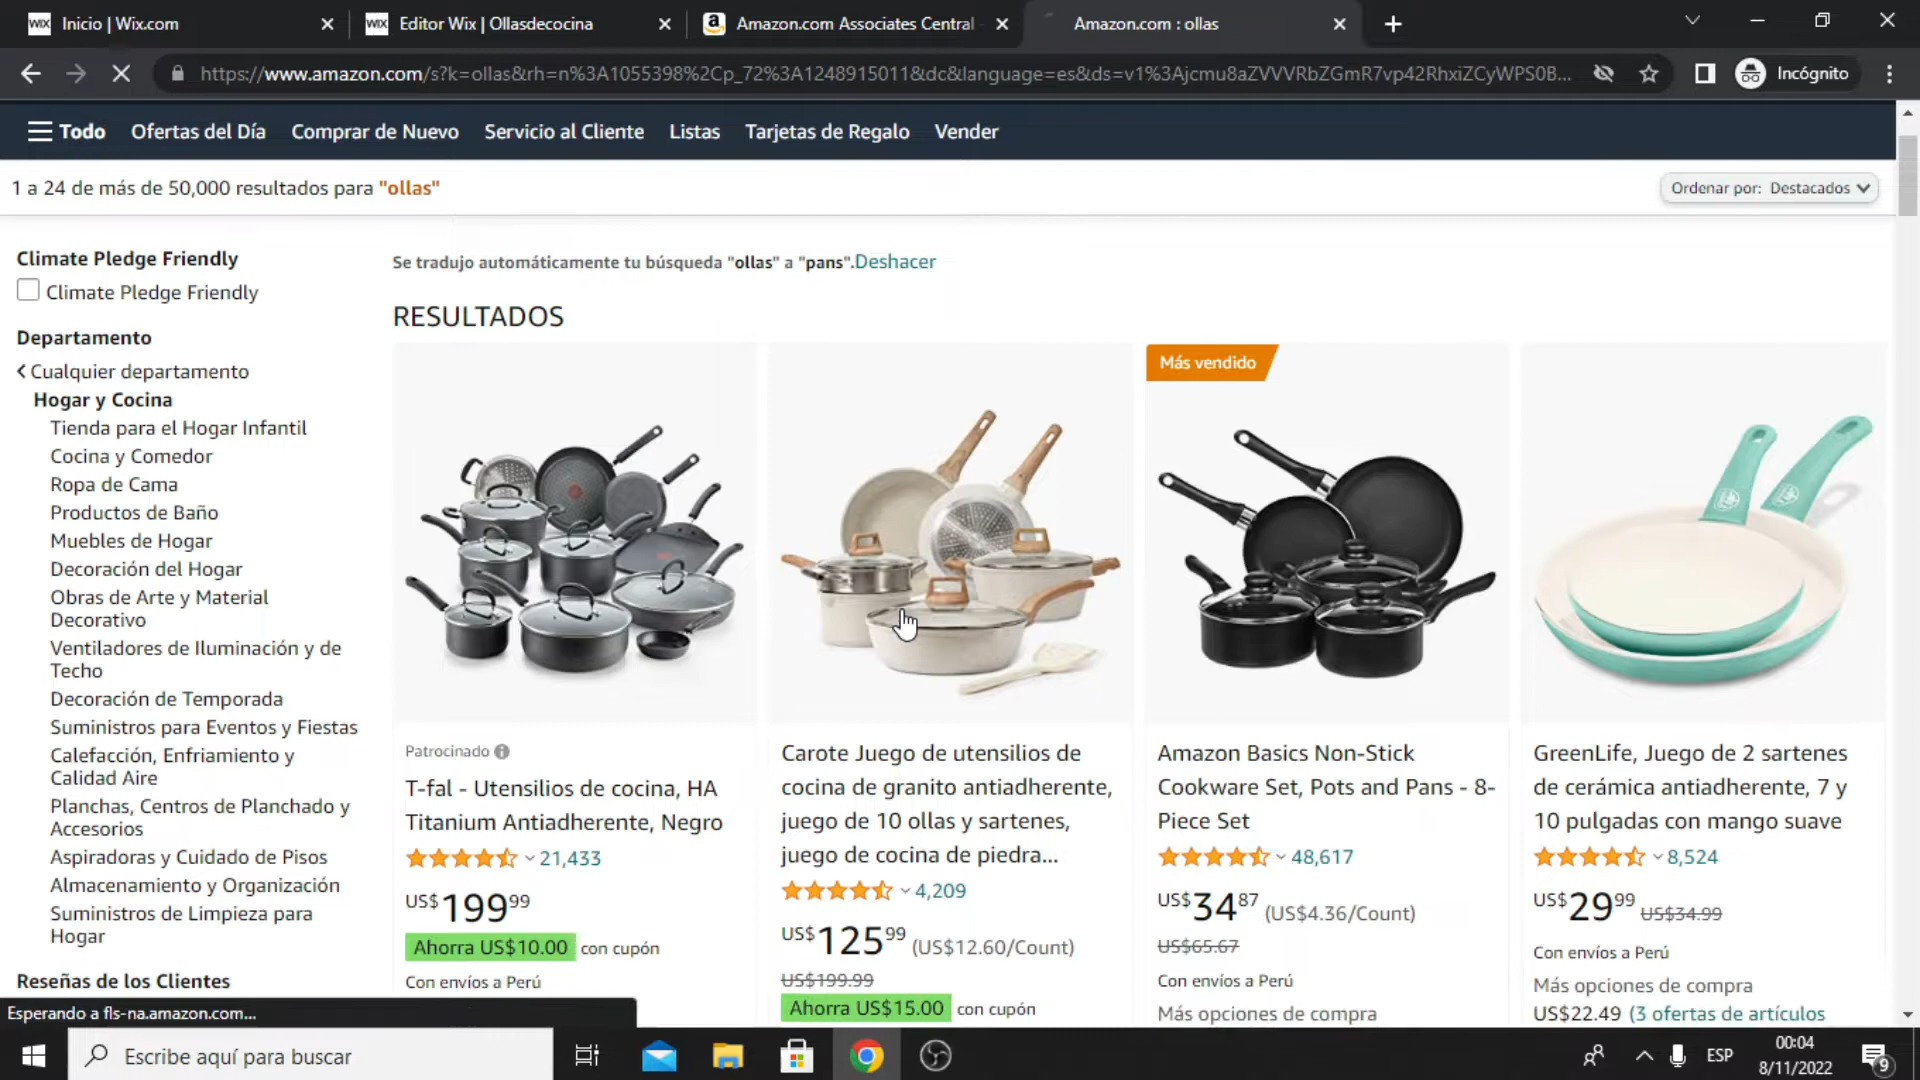 Inicio | Wix.com
Editor Wix | Ollasdecocina
Amazon.com Associates Central
Amazon.com : ollas
https://www.amazon.com/s?k=ollas&rh=n%3A1055398%2Cp_72%3A1248915011&dc&language=es&ds=v1%3Ajcmu8aZVVVRbZGmR7vp42RhxiZCyWPS0B...
Incógnito
Todo Ofertas del Día Comprar de Nuevo Servicio al Cliente Listas Tarjetas de Regalo Vender
1 a 24 de más de 50,000 resultados para "ollas"
Ordenar por: Destacados
Climate Pledge Friendly
Climate Pledge Friendly
Departamento
Cualquier departamento
Hogar y Cocina
Tienda para el Hogar Infantil
Cocina y Comedor
Ropa de Cama
Productos de Baño
Muebles de Hogar
Decoración del Hogar
Obras de Arte y Material
Decorativo
Ventiladores de Iluminación y de
Techo
Decoración de Temporada
Suministros para Eventos y Fiestas
Calefacción, Enfriamiento y
Calidad Aire
Planchas, Centros de Planchado y
Accesorios
Aspiradoras y Cuidado de Pisos
Almacenamiento y Organización
Suministros de Limpieza para
Hogar
Reseñas de los Clientes
Se tradujo automáticamente tu búsqueda "ollas" a "pans".Deshacer
RESULTADOS
Patrocinado
T-fal - Utensilios de cocina, HA
Titanium Antiadherente, Negro
21,433
US$199 99
Ahorra US$10.00 con cupón
Con envíos a Perú
Carote Juego de utensilios de
cocina de granito antiadherente,
juego de 10 ollas y sartenes,
juego de cocina de piedra...
4,209
US$125 99 (US$12.60/Count)
US$199.99
Ahorra US$15.00 con cupón
Más vendido
Amazon Basics Non-Stick
Cookware Set, Pots and Pans - 8-
Piece Set
48,617
US$34 87 (US$4.36/Count)
US$65.67
Con envíos a Perú
Más opciones de compra
GreenLife, Juego de 2 sartenes
de cerámica antiadherente, 7 y
10 pulgadas con mango suave
8,524
US$29 99 US$34.99
Con envíos a Perú
Más opciones de compra
US$22.49 (3 ofertas de artículos
Esperando a fls-na.amazon.com...
Escribe aquí para buscar
ESP
00:04
8/11/2022
9